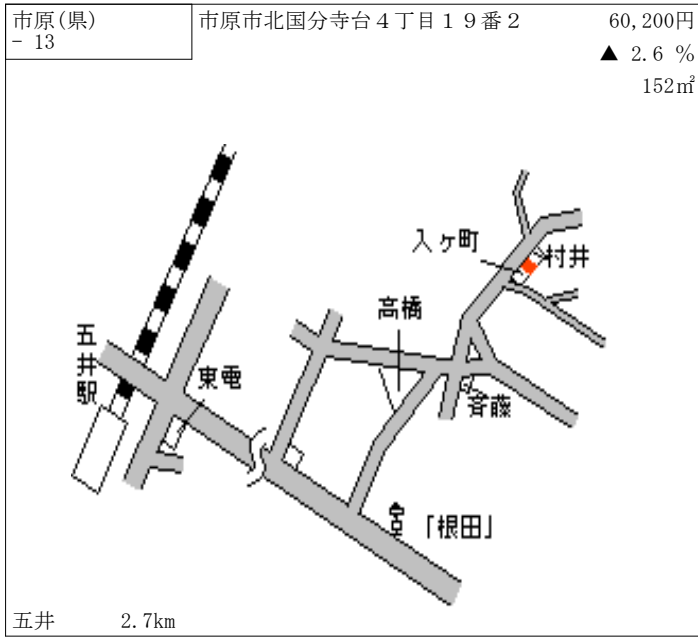 市原(県)
- 13
市原市北国分寺台４丁目１９番２
60,200円
▲ 2.6 %
152㎡
入ヶ町
村井
高橋
五井駅
東電
斉藤
「根田」
五井 2.7km